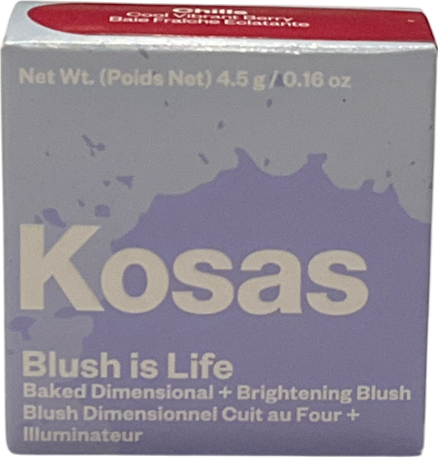 Chills
Cool Vibrant Berry
Baie Fraîche Éclatante
Net Wt. (Poids Net) 4.5 g / 0.16 oz
Kosas
Blush is Life
Baked Dimensional + Brightening Blush
Blush Dimensionnel Cuit au Four +
Illuminateur